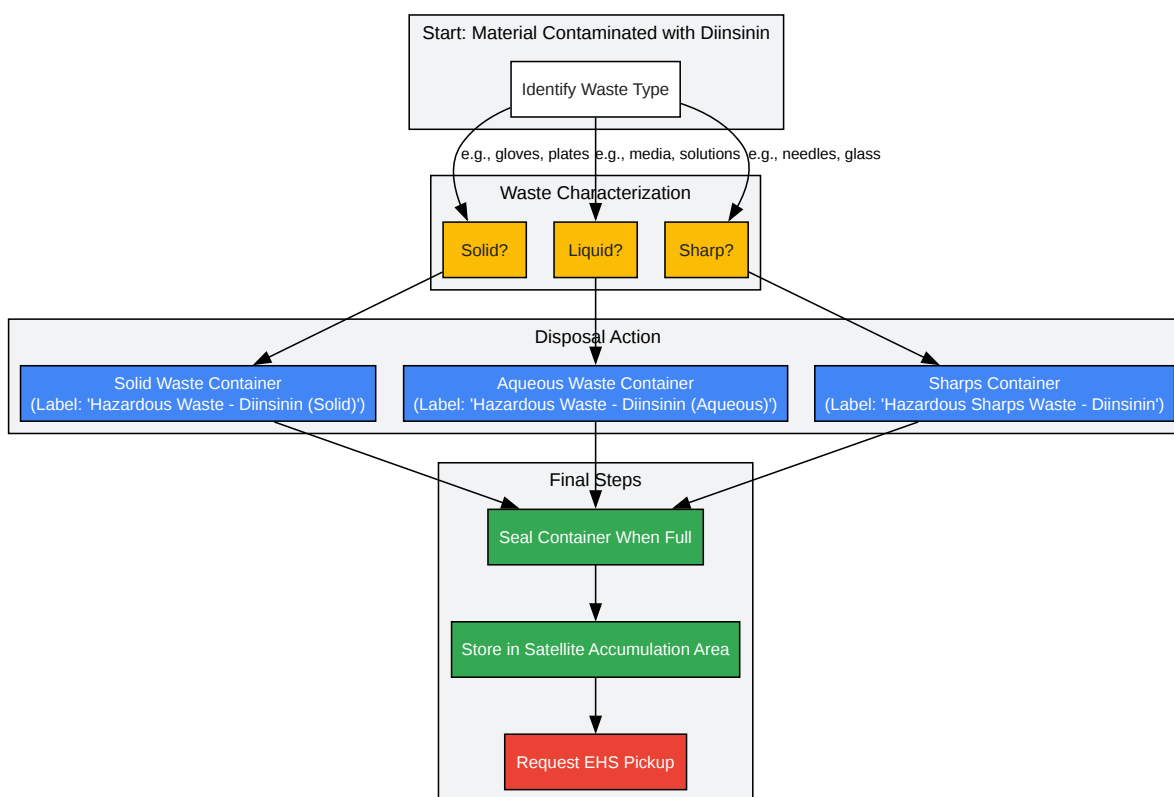 Start: Material Contaminated with Diinsinin
Identify Waste Type
e.g., gloves, plates
e.g., media, solutions
e.g., needles, glass
Waste Characterization
Solid?
Liquid?
Sharp?
Disposal Action
Solid Waste Container
(Label: 'Hazardous Waste - Diinsinin (Solid)')
Aqueous Waste Container
(Label: 'Hazardous Waste - Diinsinin (Aqueous)')
Sharps Container
(Label: 'Hazardous Sharps Waste - Diinsinin')
Final Steps
Seal Container When Full
Store in Satellite Accumulation Area
Request EHS Pickup